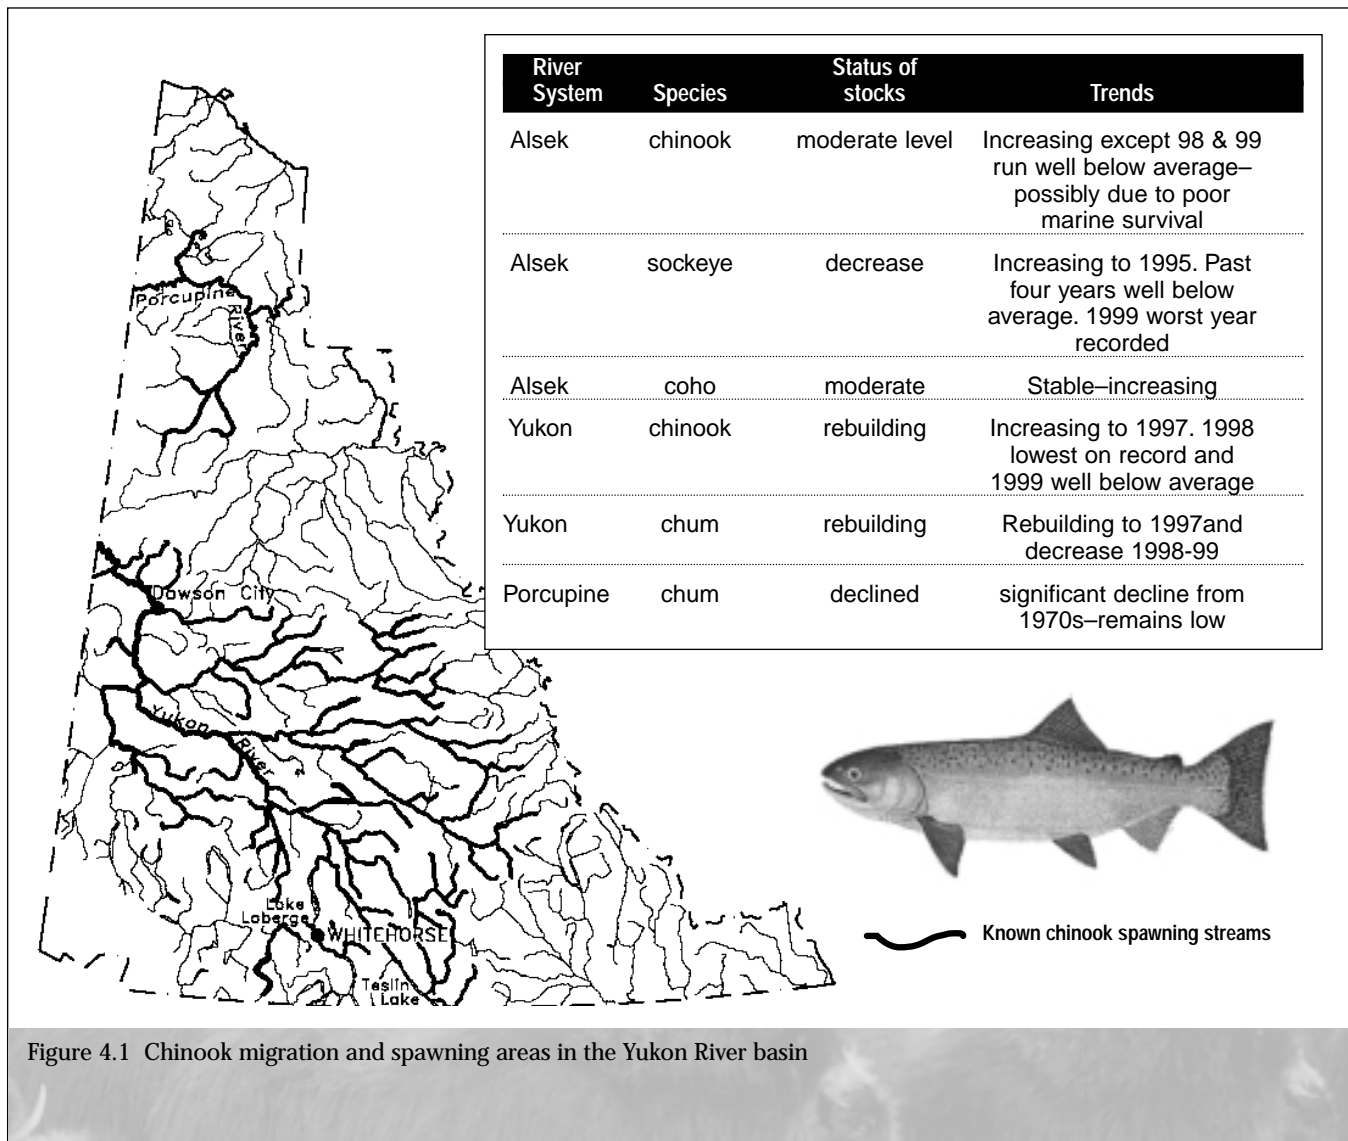 River System Species Status of stocks Trends
Alsek chinook moderate level Increasing except 98 & 99
run well below average–
possibly due to poor
marine survival
Alsek sockeye decrease Increasing to 1995. Past
four years well below
average. 1999 worst year
recorded
Alsek coho moderate Stable–increasing
Yukon chinook rebuilding Increasing to 1997. 1998
lowest on record and
1999 well below average
Yukon chum rebuilding Rebuilding to 1997and
decrease 1998-99
Porcupine chum declined significant decline from
1970s–remains low
Porcupine
River
Dawson City
Yukon
River
Lake
Laberge
WHITEHORSE
Teslin
Lake
Known chinook spawning streams
Figure 4.1 Chinook migration and spawning areas in the Yukon River basin